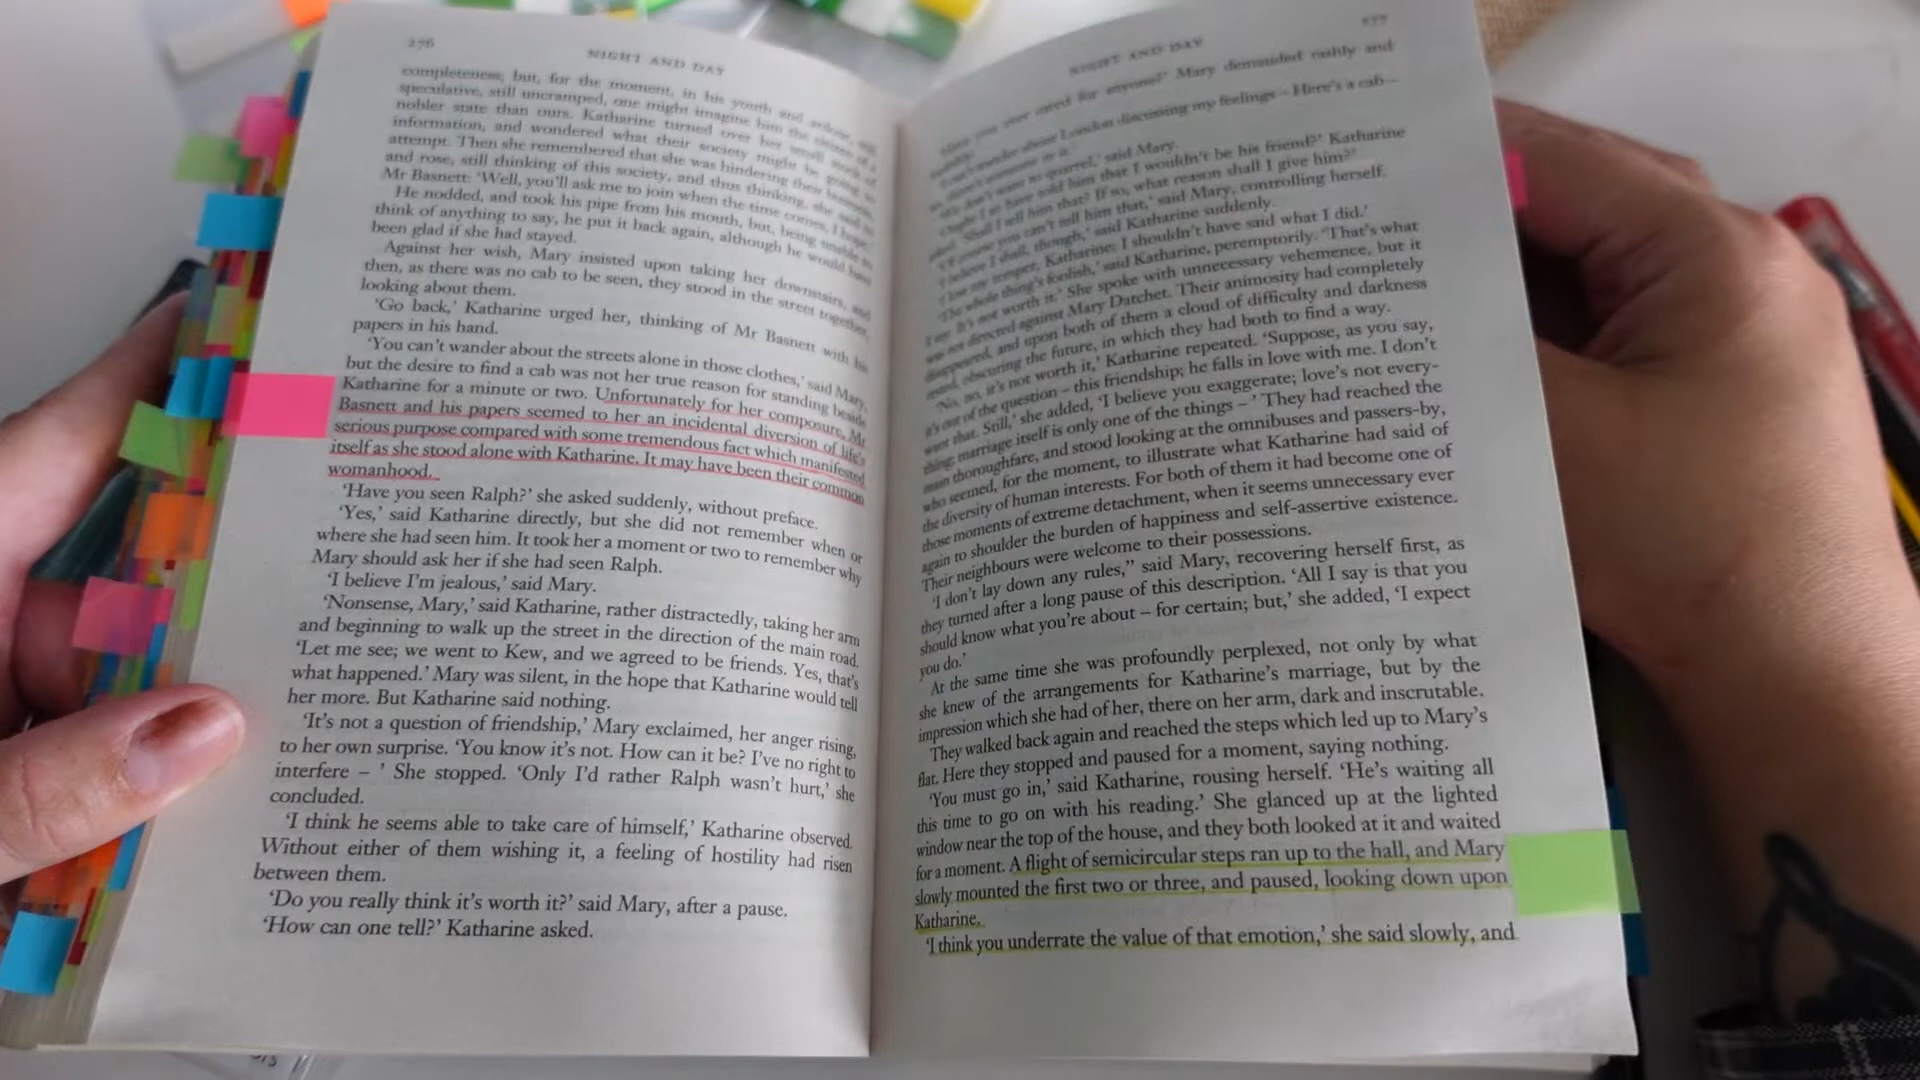 276
NIGHT AND DAY
completeness; but, for the moment, in his youth and ardour, still
speculative, still uncramped, one might imagine him the citizen of a
nobler state than ours. Katharine turned over her small stock of
information, and wondered what their society might be going to
attempt. Then she remembered that she was hindering their business,
and rose, still thinking of this society, and thus thinking, she said to
Mr Basnett: ‘Well, you’ll ask me to join when the time comes, I hope.’
He nodded, and took his pipe from his mouth, but, being unable to
think of anything to say, he put it back again, although he would have
been glad if she had stayed.
Against her wish, Mary insisted upon taking her downstairs, and
then, as there was no cab to be seen, they stood in the street together,
looking about them.
‘Go back,’ Katharine urged her, thinking of Mr Basnett with his
papers in his hand.
‘You can’t wander about the streets alone in those clothes,’ said Mary,
but the desire to find a cab was not her true reason for standing beside
Katharine for a minute or two. Unfortunately for her composure, Mr
Basnett and his papers seemed to her an incidental diversion of life’s
serious purpose compared with some tremendous fact which manifested
itself as she stood alone with Katharine. It may have been their common
womanhood.
‘Have you seen Ralph?’ she asked suddenly, without preface.
‘Yes,’ said Katharine directly, but she did not remember when or
where she had seen him. It took her a moment or two to remember why
Mary should ask her if she had seen Ralph.
‘I believe I’m jealous,’ said Mary.
‘Nonsense, Mary,’ said Katharine, rather distractedly, taking her arm
and beginning to walk up the street in the direction of the main road.
‘Let me see; we went to Kew, and we agreed to be friends. Yes, that’s
what happened.’ Mary was silent, in the hope that Katharine would tell
her more. But Katharine said nothing.
‘It’s not a question of friendship,’ Mary exclaimed, her anger rising,
to her own surprise. ‘You know it’s not. How can it be? I’ve no right to
interfere – ’ She stopped. ‘Only I’d rather Ralph wasn’t hurt,’ she
concluded.
‘I think he seems able to take care of himself,’ Katharine observed.
Without either of them wishing it, a feeling of hostility had risen
between them.
‘Do you really think it’s worth it?’ said Mary, after a pause.
‘How can one tell?’ Katharine asked.
277
NIGHT AND DAY
you ever cared for anyone?’ Mary demanded rashly and
wander about London discussing my feelings – Here’s a cab –
don’t want to quarrel,’ said Mary.
to have told him that I wouldn’t be his friend?’ Katharine
‘Shall I tell him that? If so, what reason shall I give him?’
course you can’t tell him that,’ said Mary, controlling herself.
‘I believe I shall, though,’ said Katharine suddenly.
‘I lost my temper, Katharine; I shouldn’t have said what I did.’
‘The whole thing’s foolish,’ said Katharine, peremptorily. ‘That’s what
I say. It’s not worth it.’ She spoke with unnecessary vehemence, but it
was not directed against Mary Datchet. Their animosity had completely
disappeared, and upon both of them a cloud of difficulty and darkness
rested, obscuring the future, in which they had both to find a way.
‘No, no, it’s not worth it,’ Katharine repeated. ‘Suppose, as you say,
it’s out of the question – this friendship; he falls in love with me. I don’t
want that. Still,’ she added, ‘I believe you exaggerate; love’s not every-
thing; marriage itself is only one of the things – ’ They had reached the
main thoroughfare, and stood looking at the omnibuses and passers-by,
who seemed, for the moment, to illustrate what Katharine had said of
the diversity of human interests. For both of them it had become one of
those moments of extreme detachment, when it seems unnecessary ever
again to shoulder the burden of happiness and self-assertive existence.
Their neighbours were welcome to their possessions.
‘I don’t lay down any rules,” said Mary, recovering herself first, as
they turned after a long pause of this description. ‘All I say is that you
should know what you’re about – for certain; but,’ she added, ‘I expect
you do.’
At the same time she was profoundly perplexed, not only by what
she knew of the arrangements for Katharine’s marriage, but by the
impression which she had of her, there on her arm, dark and inscrutable.
They walked back again and reached the steps which led up to Mary’s
flat. Here they stopped and paused for a moment, saying nothing.
‘You must go in,’ said Katharine, rousing herself. ‘He’s waiting all
this time to go on with his reading.’ She glanced up at the lighted
window near the top of the house, and they both looked at it and waited
for a moment. A flight of semicircular steps ran up to the hall, and Mary
slowly mounted the first two or three, and paused, looking down upon
Katharine.
‘I think you underrate the value of that emotion,’ she said slowly, and